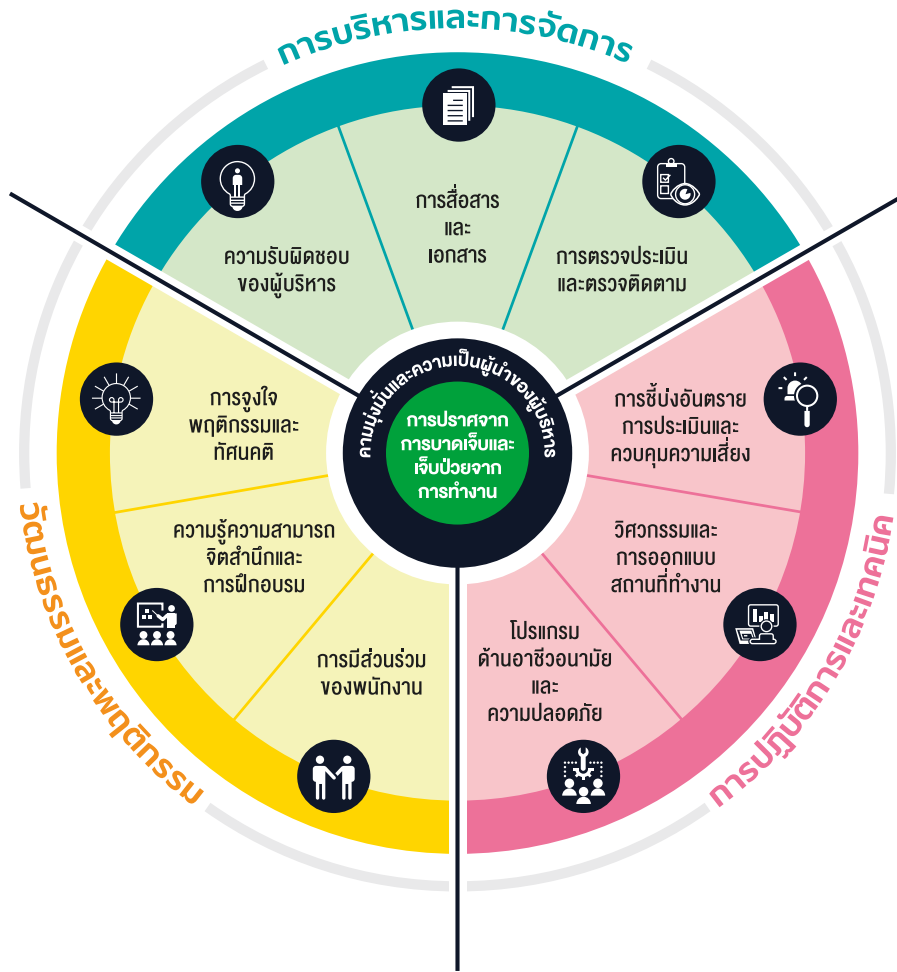 การบริหารและการจัดการ
ความรับผิดชอบ
ของผู้บริหาร
การสื่อสาร
และ
เอกสาร
การตรวจประเมิน
และตรวจติดตาม
ความมุ่งมั่นและความเป็นผู้นำของผู้บริหาร
การปราศจาก
การบาดเจ็บและ
เจ็บป่วยจาก
การทำงาน
การชี้บ่งอันตราย
การประเมินและ
ควบคุมความเสี่ยง
วิศวกรรมและ
การออกแบบ
สถานที่ทำงาน
โปรแกรม
ด้านอาชีวอนามัย
และ
ความปลอดภัย
การปฏิบัติการและเทคนิค
การจูงใจ
พฤติกรรมและ
ทัศนคติ
ความรู้ความสามารถ
จิตสำนึกและ
การฝึกอบรม
การมีส่วนร่วม
ของพนักงาน
วัฒนธรรมและพฤติกรรม